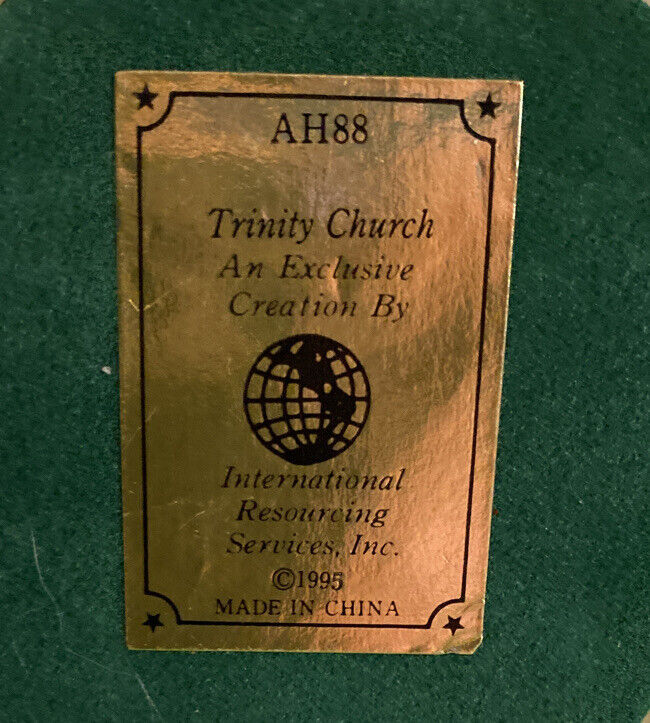 AH88
Trinity Church
An Exclusive
Creation By
International
Resourcing
Services, Inc.
©1995
MADE IN CHINA